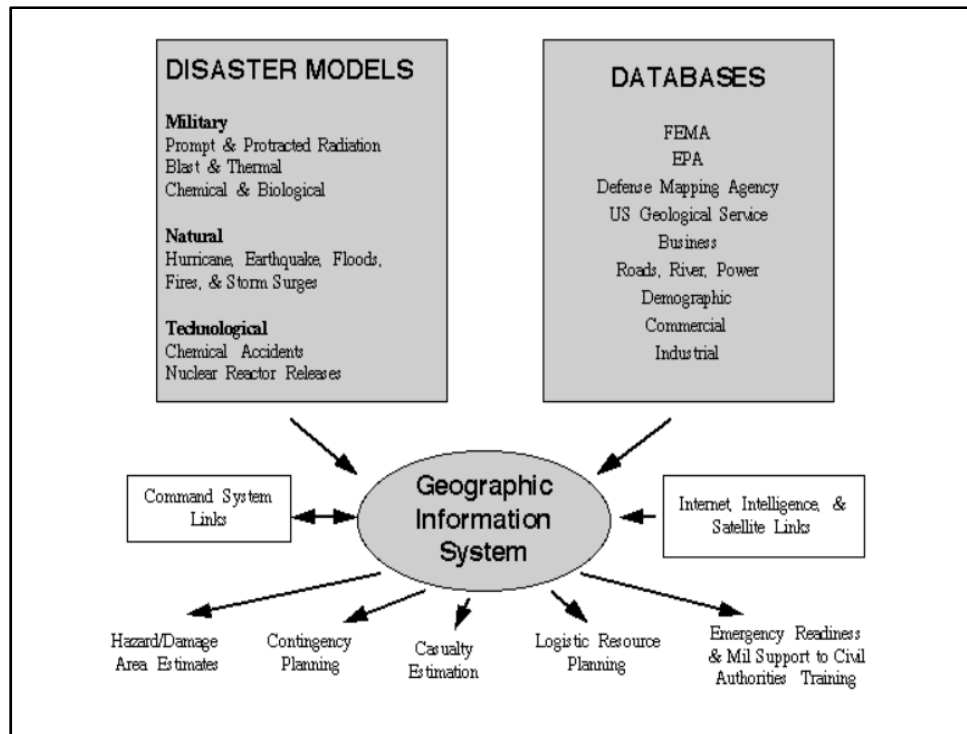 DISASTER MODELS
Military
Prompt & Protracted Radiation
Blast & Thermal
Chemical & Biological
Natural
Hurricane, Earthquake, Floods,
Fires, & Storm Surges
Technological
Chemical Accidents
Nuclear Reactor Releases
DATABASES
FEMA
EPA
Defense Mapping Agency
US Geological Service
Business
Roads, River, Power
Demographic
Commercial
Industrial
Command System
Links
Geographic
Information
System
Internet, Intelligence, &
Satellite Links
Hazard/Damage
Area Estimates
Contingency
Planning
Casualty
Estimation
Logistic Resource
Planning
Emergency Readiness
& Mil Support to Civil
Authorities Training